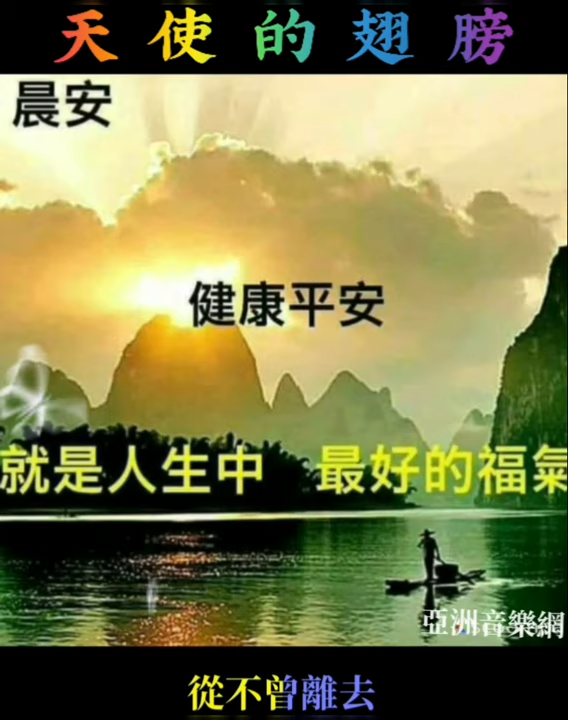 天使的翅膀
晨安
健康平安
就是人生中 最好的福氣
亞洲音樂網
從不曾離去